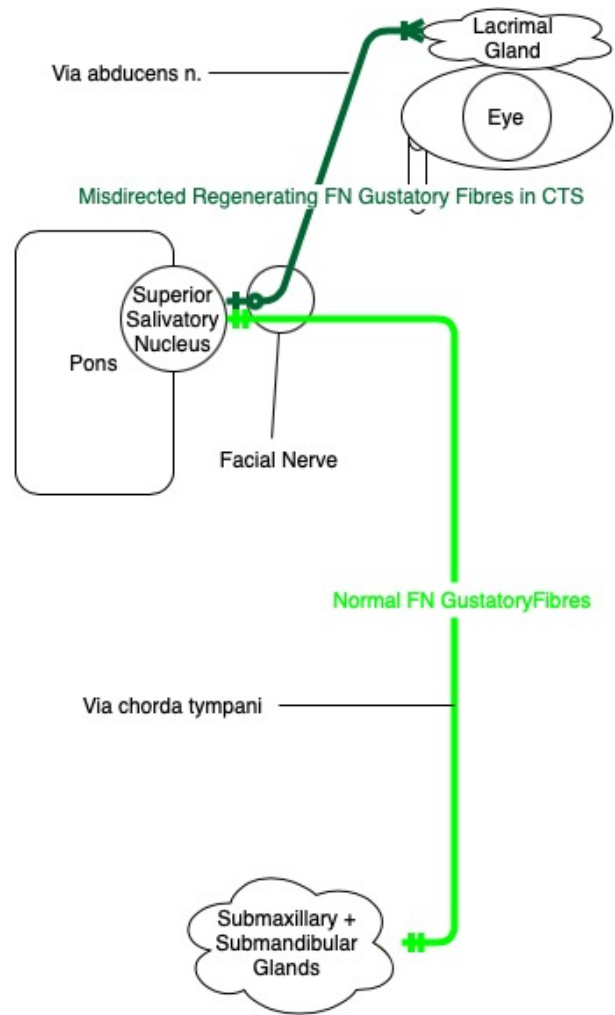 Lacrimal
Gland
Via abducens n.
Eye
Misdirected Regenerating FN Gustatory Fibres in CTS
Superior
Salivatory
Nucleus
Pons
Facial Nerve
Normal FN GustatoryFibres
Via chorda tympani
Submaxillary +
Submandibular
Glands